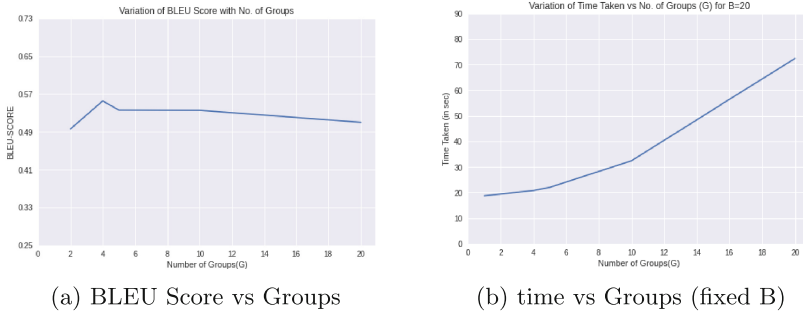 Variation of BLEU Score with No. of Groups
0.73
0.65
0.57
0.49
0.41
0.33
0.25
BLEU-SCORE
0 2 4 6 8 10 12 14 16 18 20
Number of Groups(G)
(a) BLEU Score vs Groups
Variation of Time Taken vs No. of Groups (G) for B=20
90
80
70
60
50
40
30
20
10
0
Time Taken (in sec)
0 2 4 6 8 10 12 14 16 18 20
Number of Groups(G)
(b) time vs Groups (fixed B)